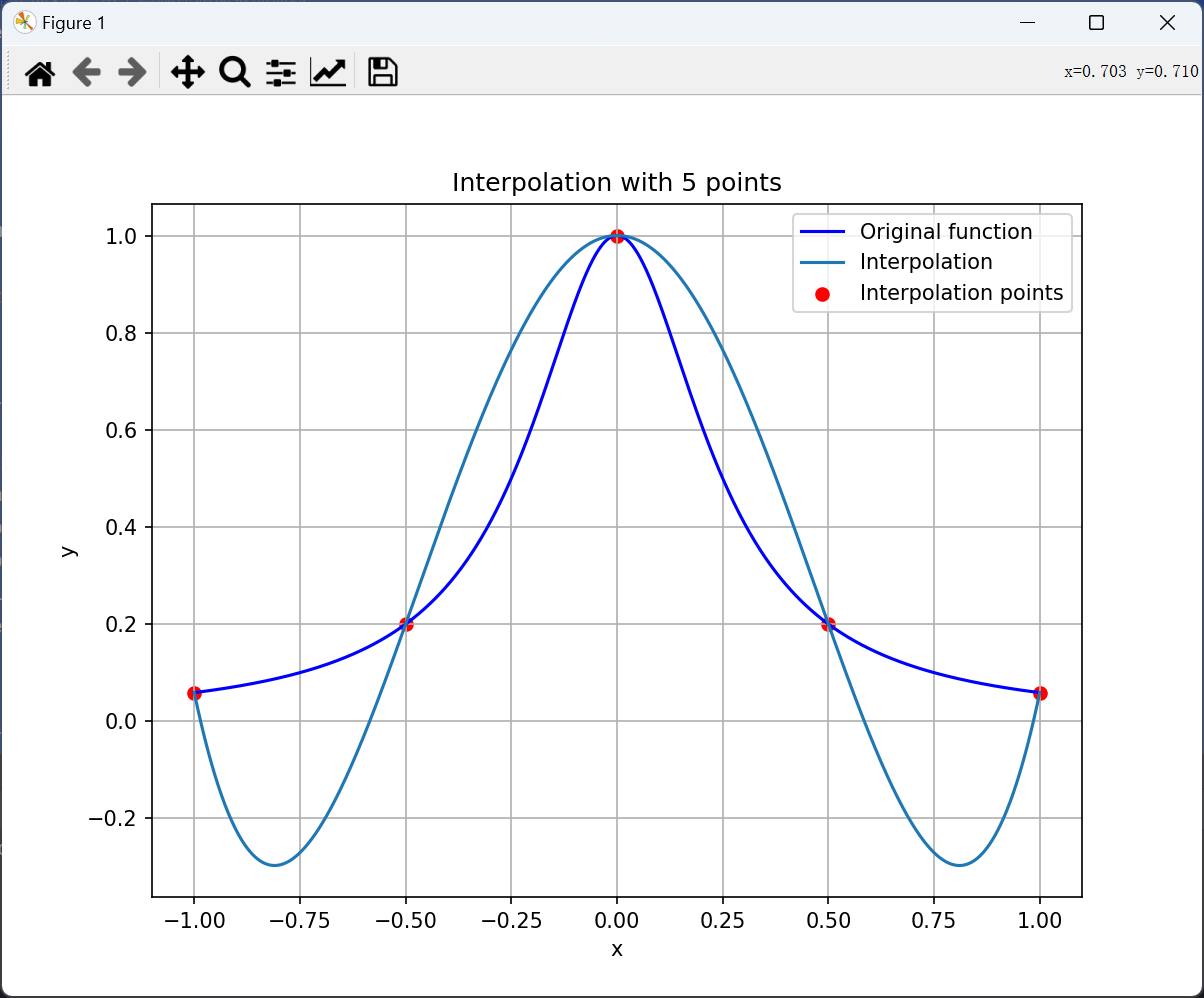 Figure 1
x=0.703 y=0.710
Interpolation with 5 points
Original function
Interpolation
Interpolation points
1.0
0.8
0.6
0.4
0.2
0.0
−0.2
y
−1.00 −0.75 −0.50 −0.25 0.00 0.25 0.50 0.75 1.00
x